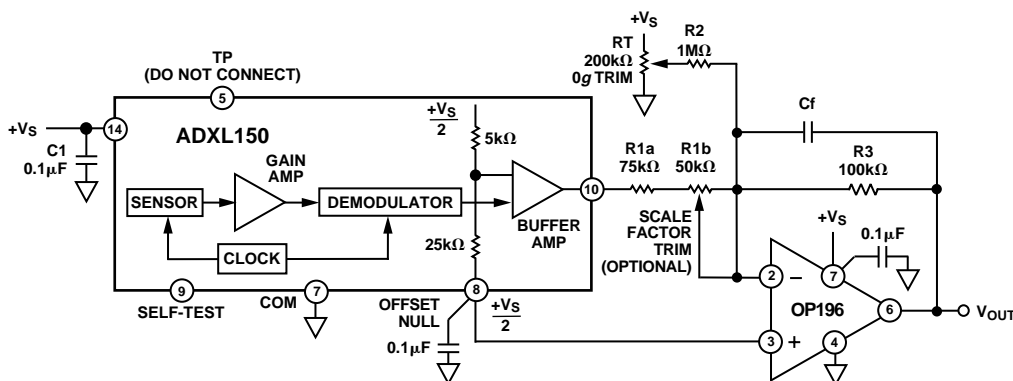 +VS
RT
200kΩ
0g TRIM
R2
1MΩ
TP
(DO NOT CONNECT)
5
+VS
14
C1
0.1µF
ADXL150
+VS
2
5kΩ
Cf
R1a
75kΩ
R1b
50kΩ
R3
100kΩ
GAIN
AMP
10
SENSOR
DEMODULATOR
BUFFER
AMP
SCALE
FACTOR
TRIM
(OPTIONAL)
+VS
0.1µF
25kΩ
CLOCK
2
–
7
OP196
6
VOUT
9
SELF-TEST
COM
7
8
OFFSET
NULL
+VS
2
0.1µF
3
+
4